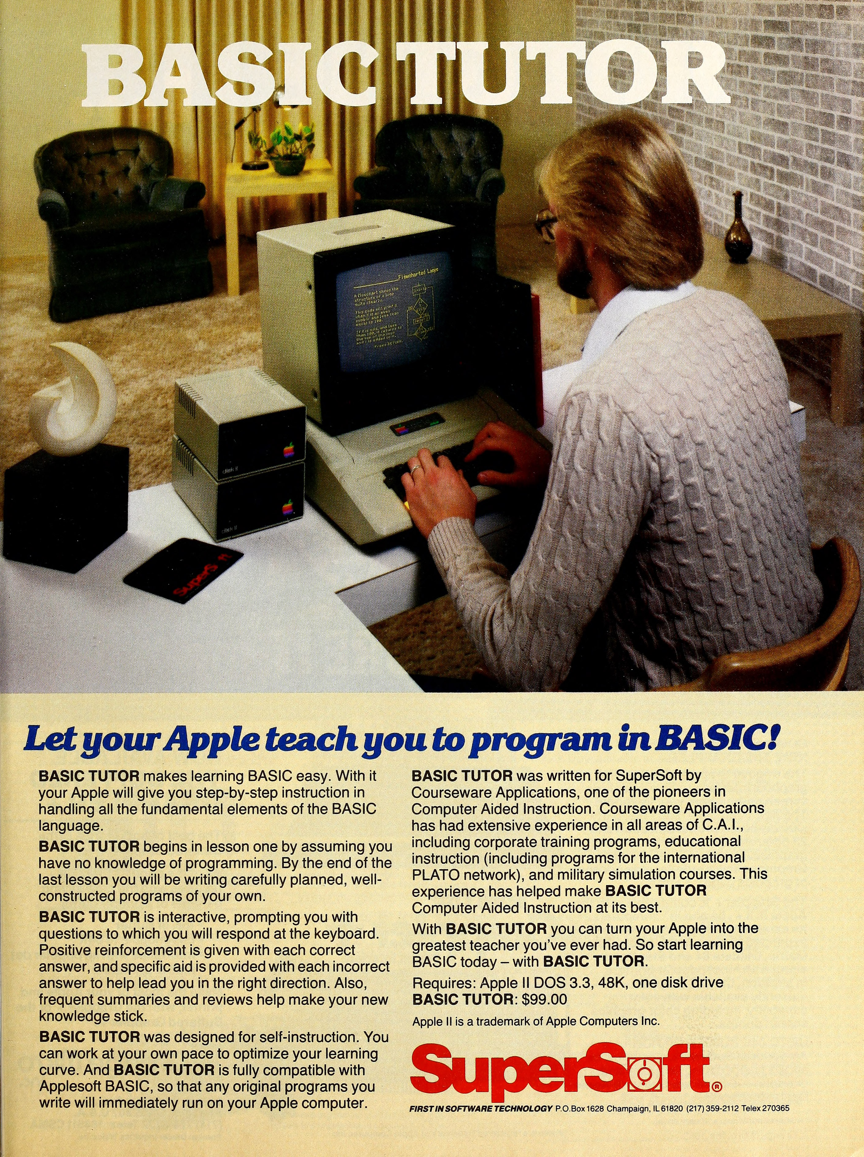 BASIC TUTOR
Flowcharted Loops
disk II
disk II
SuperS ft
Let your Apple teach you to program in BASIC!
BASIC TUTOR makes learning BASIC easy. With it
your Apple will give you step-by-step instruction in
handling all the fundamental elements of the BASIC
language.
BASIC TUTOR begins in lesson one by assuming you
have no knowledge of programming. By the end of the
last lesson you will be writing carefully planned, well-
constructed programs of your own.
BASIC TUTOR is interactive, prompting you with
questions to which you will respond at the keyboard.
Positive reinforcement is given with each correct
answer, and specific aid is provided with each incorrect
answer to help lead you in the right direction. Also,
frequent summaries and reviews help make your new
knowledge stick.
BASIC TUTOR was designed for self-instruction. You
can work at your own pace to optimize your learning
curve. And BASIC TUTOR is fully compatible with
Applesoft BASIC, so that any original programs you
write will immediately run on your Apple computer.
BASIC TUTOR was written for SuperSoft by
Courseware Applications, one of the pioneers in
Computer Aided Instruction. Courseware Applications
has had extensive experience in all areas of C.A.I.,
including corporate training programs, educational
instruction (including programs for the international
PLATO network), and military simulation courses. This
experience has helped make BASIC TUTOR
Computer Aided Instruction at its best.
With BASIC TUTOR you can turn your Apple into the
greatest teacher you've ever had. So start learning
BASIC today – with BASIC TUTOR.
Requires: Apple II DOS 3.3, 48K, one disk drive
BASIC TUTOR: $99.00
Apple II is a trademark of Apple Computers Inc.
SuperSoft®
FIRST IN SOFTWARE TECHNOLOGY P.O. Box 1628 Champaign, IL 61820 (217) 359-2112 Telex 270365